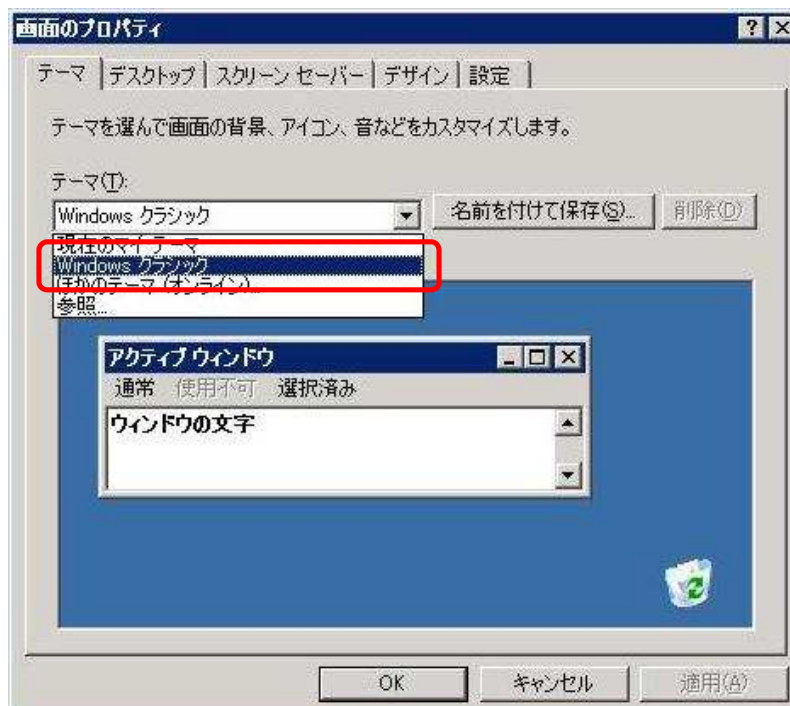 画面のプロパティ
テーマ デスクトップ スクリーン セーバー デザイン 設定
テーマを選んで画面の背景、アイコン、音などをカスタマイズします。
テーマ(T):
Windows クラシック 名前を付けて保存(S)... 削除(D)
現在のマイ テーマ
Windows クラシック
ほかのテーマ (オンライン)...
参照...
アクティブ ウィンドウ
通常 使用不可 選択済み
ウィンドウの文字
OK キャンセル 適用(A)